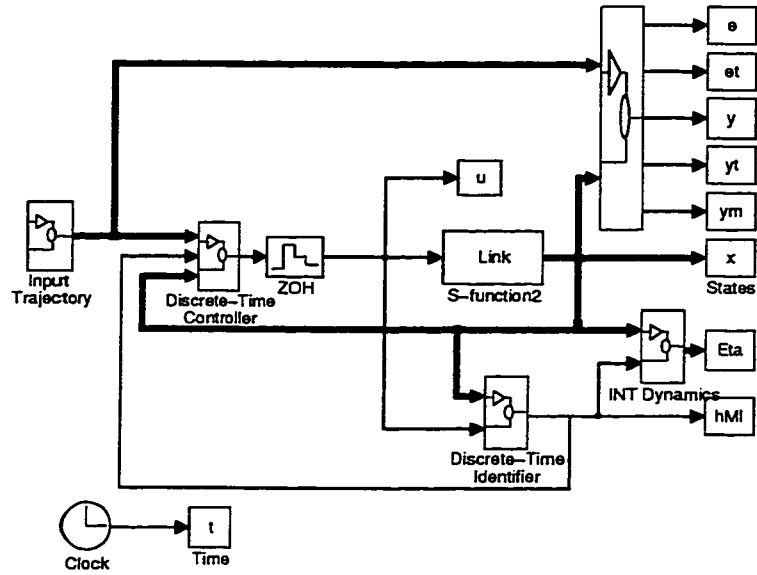 e
et
y
yt
ym
u
Input
Trajectory
Discrete-Time
Controller
ZOH
Link
S-function2
x
States
Eta
INT Dynamics
hMI
Discrete-Time
Identifier
Clock
t
Time